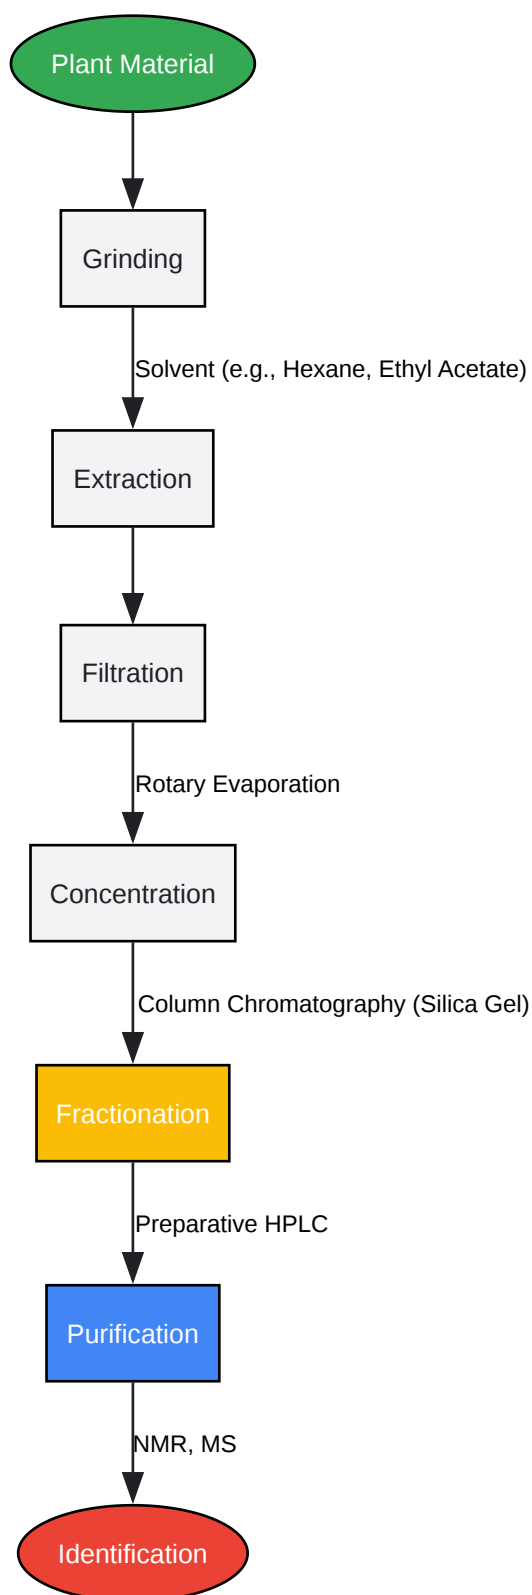 Plant Material
Grinding
Solvent (e.g., Hexane, Ethyl Acetate)
Extraction
Filtration
Rotary Evaporation
Concentration
Column Chromatography (Silica Gel)
Fractionation
Preparative HPLC
Purification
NMR, MS
Identification